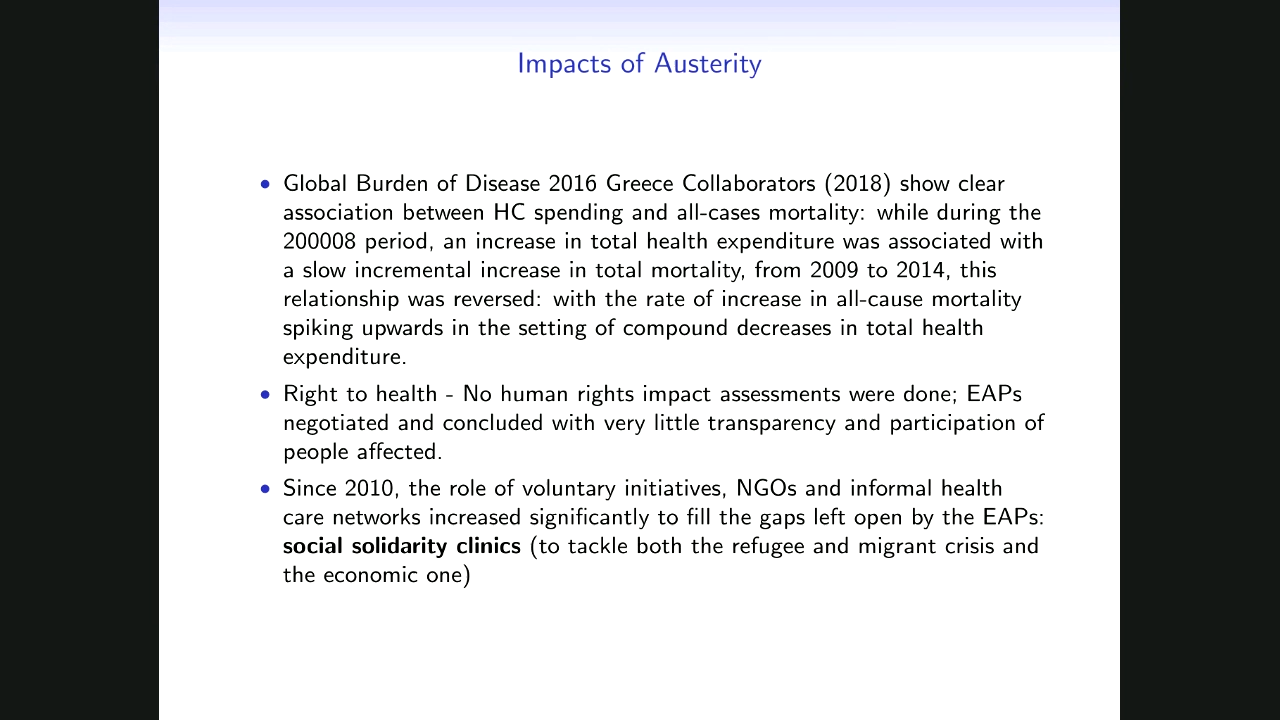 Impacts of Austerity
• Global Burden of Disease 2016 Greece Collaborators (2018) show clear
association between HC spending and all-cases mortality: while during the
200008 period, an increase in total health expenditure was associated with
a slow incremental increase in total mortality, from 2009 to 2014, this
relationship was reversed: with the rate of increase in all-cause mortality
spiking upwards in the setting of compound decreases in total health
expenditure.
• Right to health - No human rights impact assessments were done; EAPs
negotiated and concluded with very little transparency and participation of
people affected.
• Since 2010, the role of voluntary initiatives, NGOs and informal health
care networks increased significantly to fill the gaps left open by the EAPs:
social solidarity clinics (to tackle both the refugee and migrant crisis and
the economic one)